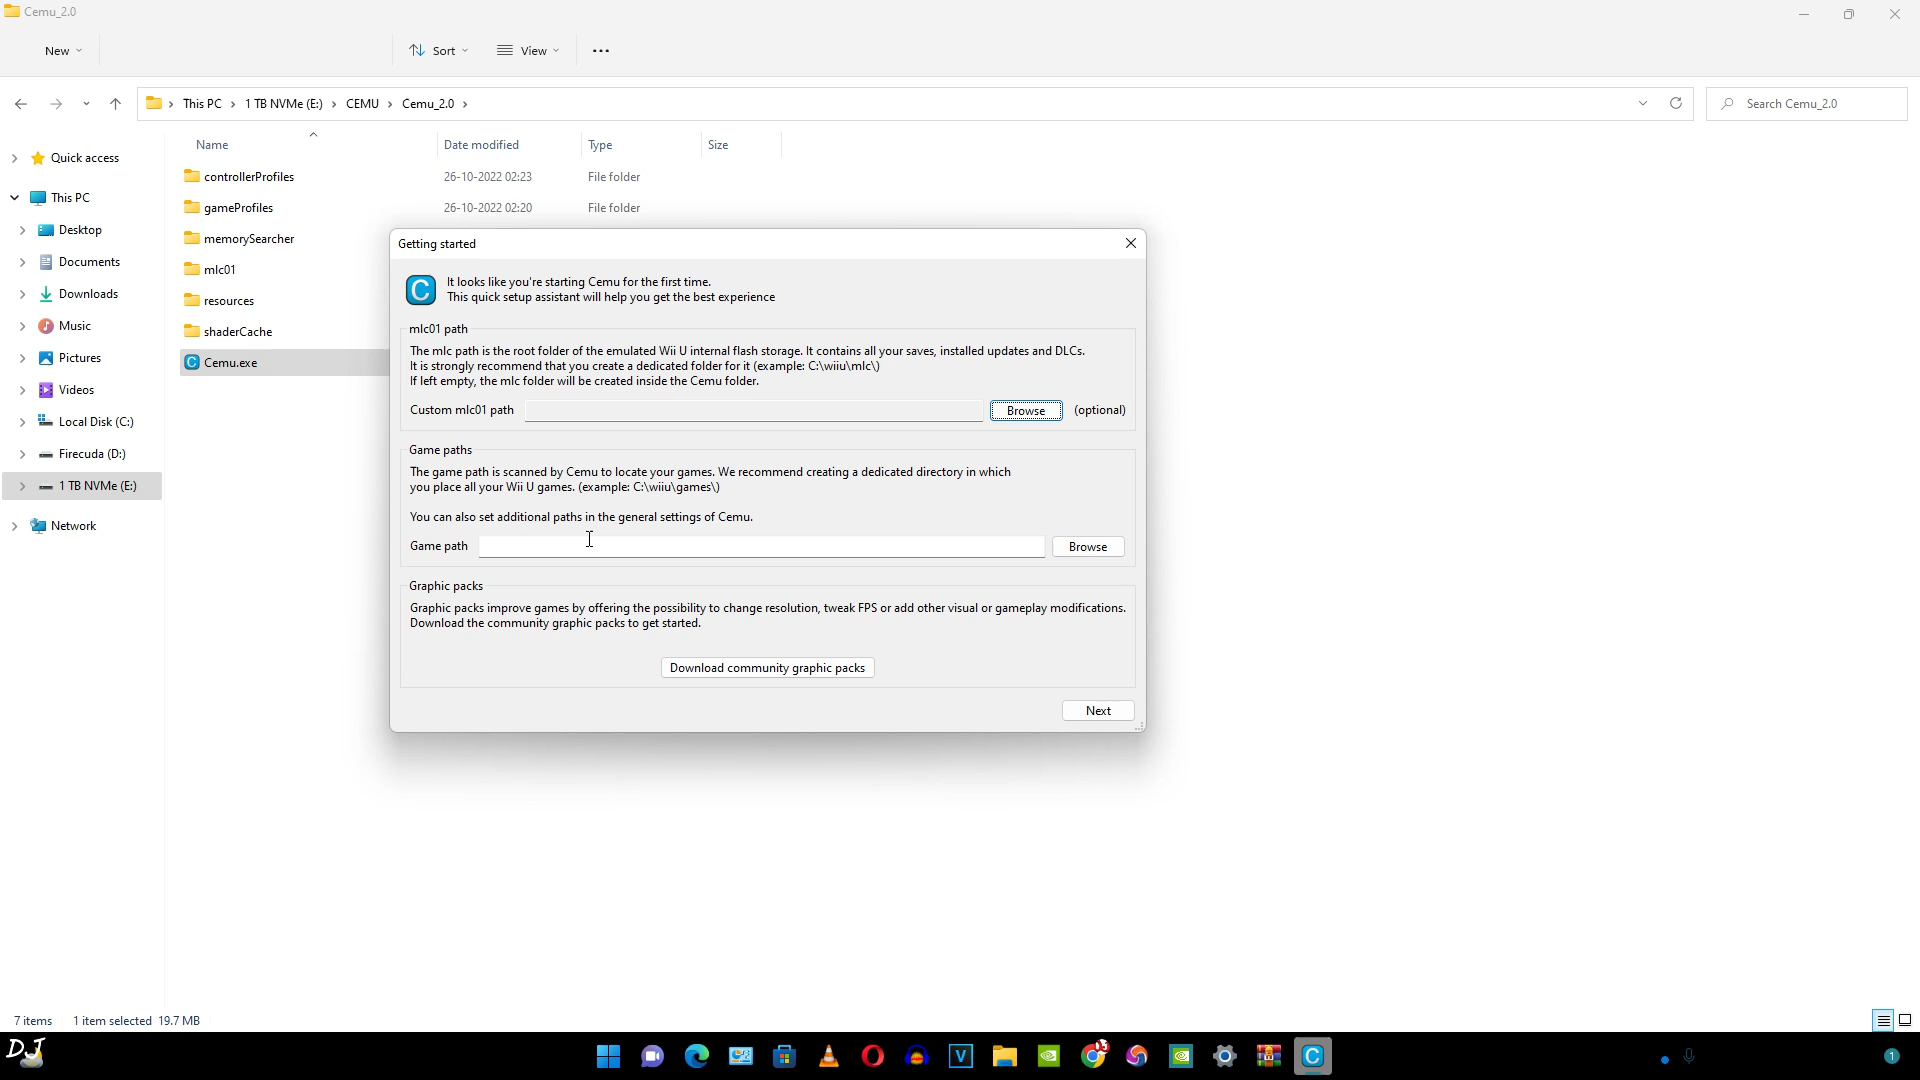 Cemu_2.0
New
Sort
View
This PC
1 TB NVMe (E:)
CEMU
Cemu_2.0
Search Cemu_2.0
Name
Date modified
Type
Size
Quick access
This PC
Desktop
Documents
Downloads
Music
Pictures
Videos
Local Disk (C:)
Firecuda (D:)
1 TB NVMe (E:)
Network
controllerProfiles 26-10-2022 02:23 File folder
gameProfiles 26-10-2022 02:20 File folder
memorySearcher
mlc01
resources
shaderCache
Cemu.exe
Getting started
C
It looks like you're starting Cemu for the first time.
This quick setup assistant will help you get the best experience
mlc01 path
The mlc path is the root folder of the emulated Wii U internal flash storage. It contains all your saves, installed updates and DLCs.
It is strongly recommend that you create a dedicated folder for it (example: C:\wiiu\mlc\)
If left empty, the mlc folder will be created inside the Cemu folder.
Custom mlc01 path
Browse
(optional)
Game paths
The game path is scanned by Cemu to locate your games. We recommend creating a dedicated directory in which
you place all your Wii U games. (example: C:\wiiu\games\)
You can also set additional paths in the general settings of Cemu.
Game path
Browse
Graphic packs
Graphic packs improve games by offering the possibility to change resolution, tweak FPS or add other visual or gameplay modifications.
Download the community graphic packs to get started.
Download community graphic packs
Next
7 items
1 item selected 19.7 MB
DJ
V
C
1